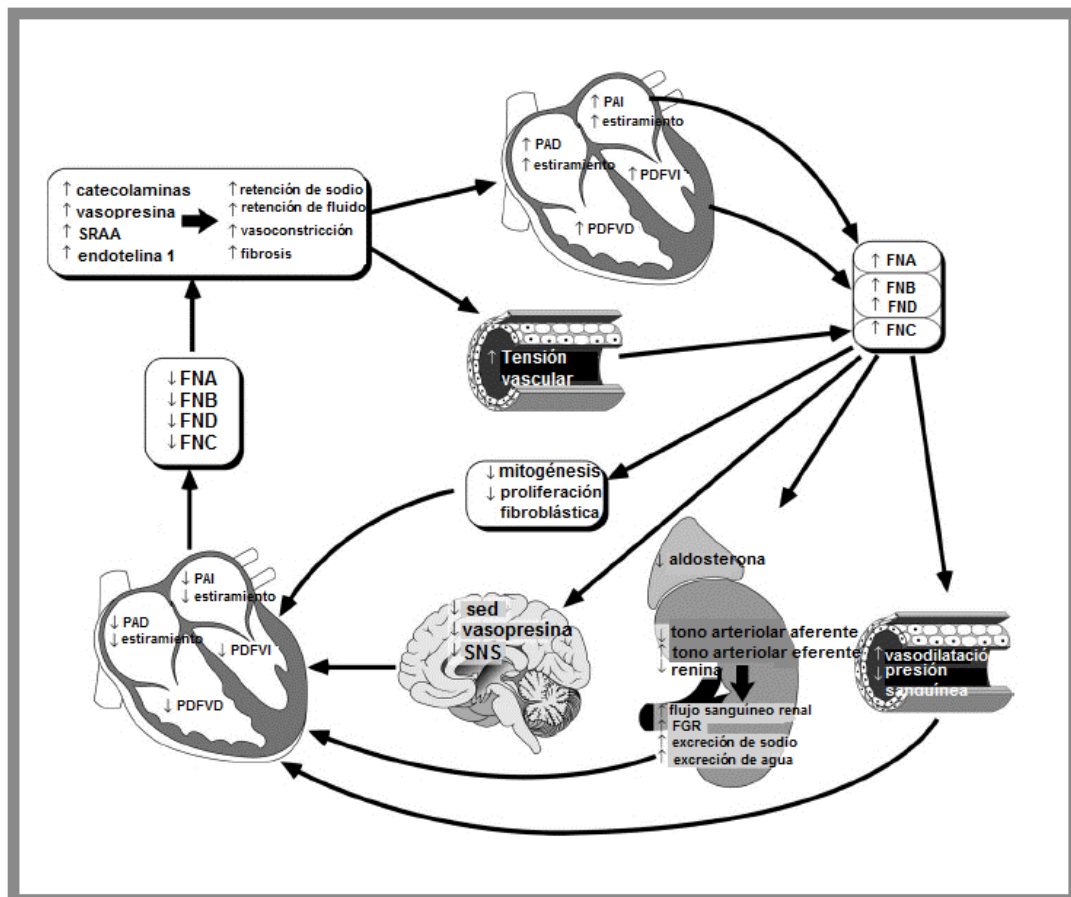 ↑ PAI
↑ estiramiento
↑ PAD
↑ estiramiento
↑ PDFVI
↑ PDFVD
↑ catecolaminas
↑ vasopresina
↑ SRAA
↑ endotelina 1
↑ retención de sodio
↑ retención de fluido
↑ vasoconstricción
↑ fibrosis
↑ FNA
↑ FNB
↑ FND
↑ FNC
↑ Tensión
vascular
↓ FNA
↓ FNB
↓ FND
↓ FNC
↓ mitogénesis
↓ proliferación
fibroblástica
↓ aldosterona
↓ PAI
↓ estiramiento
↓ PAD
↓ estiramiento
↓ PDFVI
↓ PDFVD
↓ sed
↓ vasopresina
↓ SNS
↓ tono arteriolar aferente
↑ tono arteriolar eferente
↓ renina
↑ flujo sanguíneo renal
↑ FGR
↑ excreción de sodio
↑ excreción de agua
↑ vasodilatació
↓ presión
sanguínea